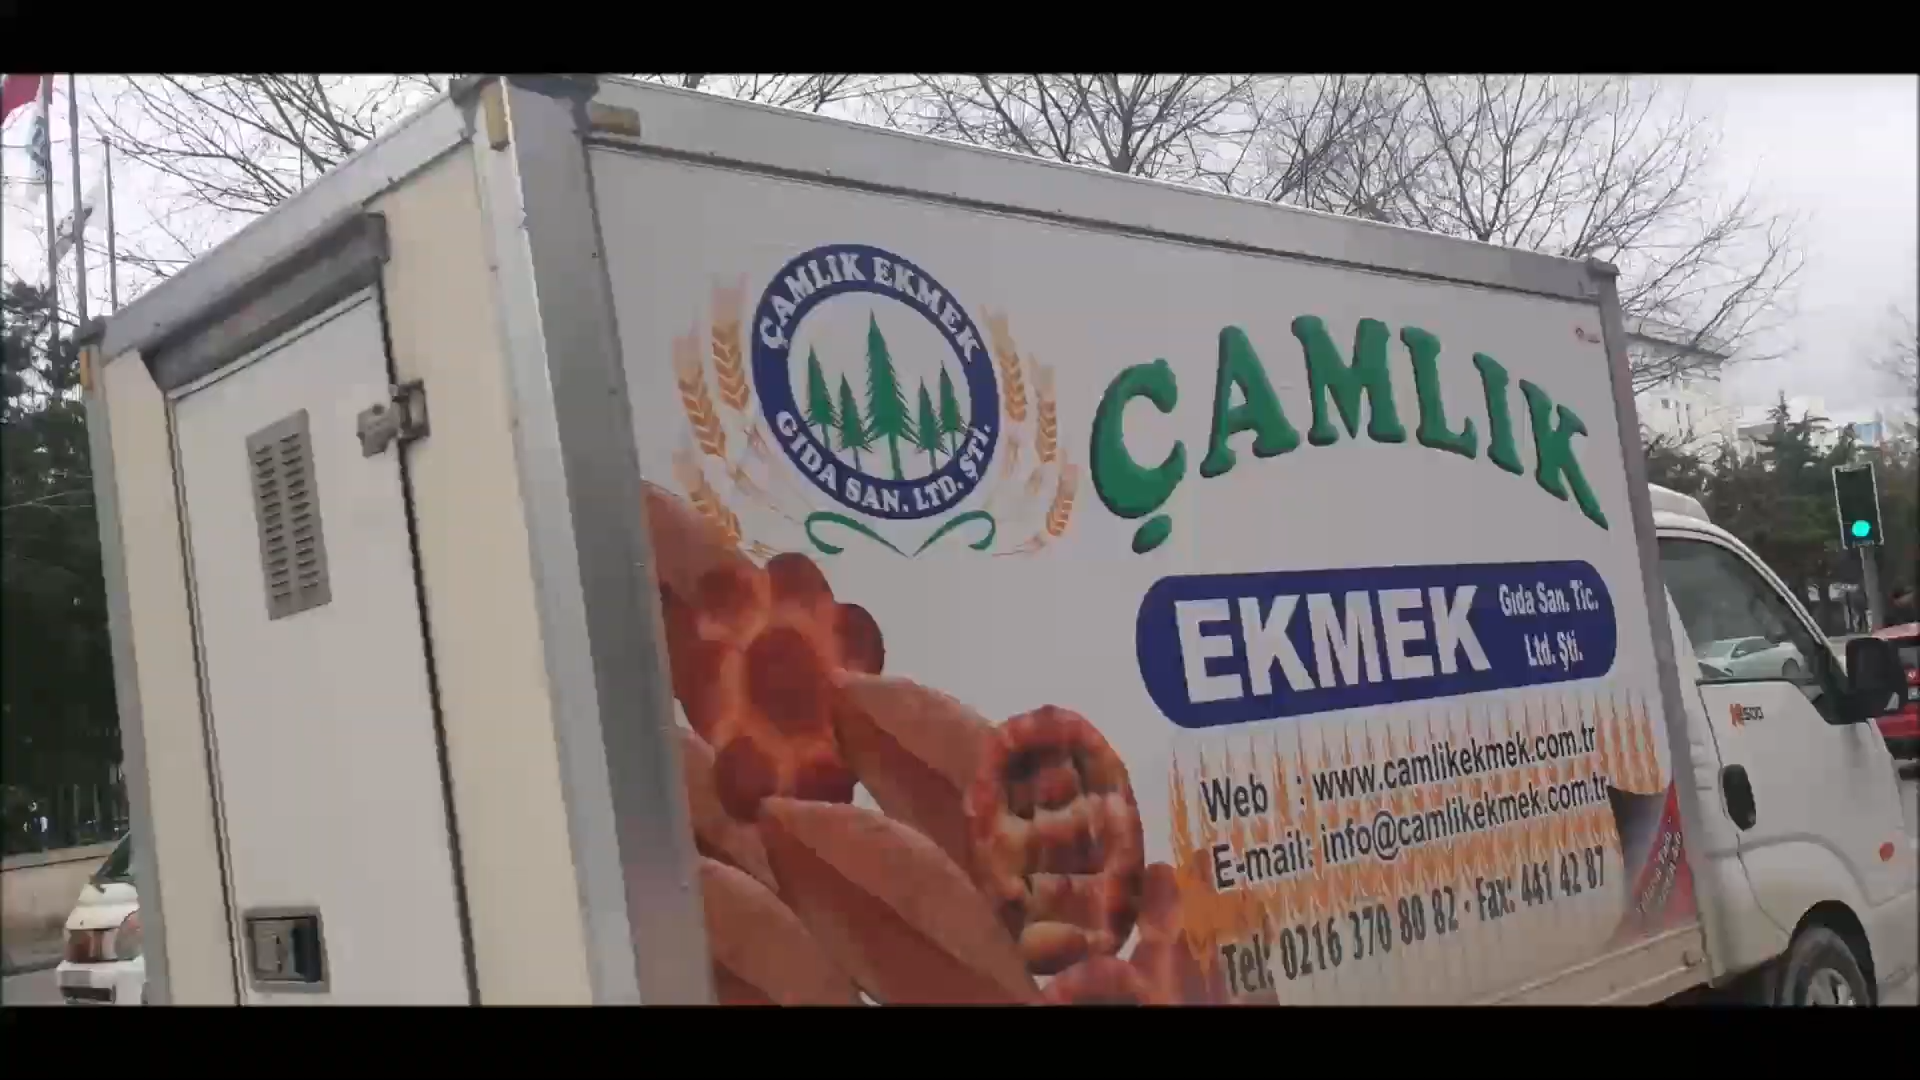 ÇAMLIK EKMEK
GIDA SAN. LTD. ŞTİ.
ÇAMLIK
EKMEK
Gıda San. Tic.
Ltd. Şti.
Web : www.camlikekmek.com.tr
E-mail: info@camlikekmek.com.tr
Tel: 0216 370 80 82 - Fax: 441 42 87